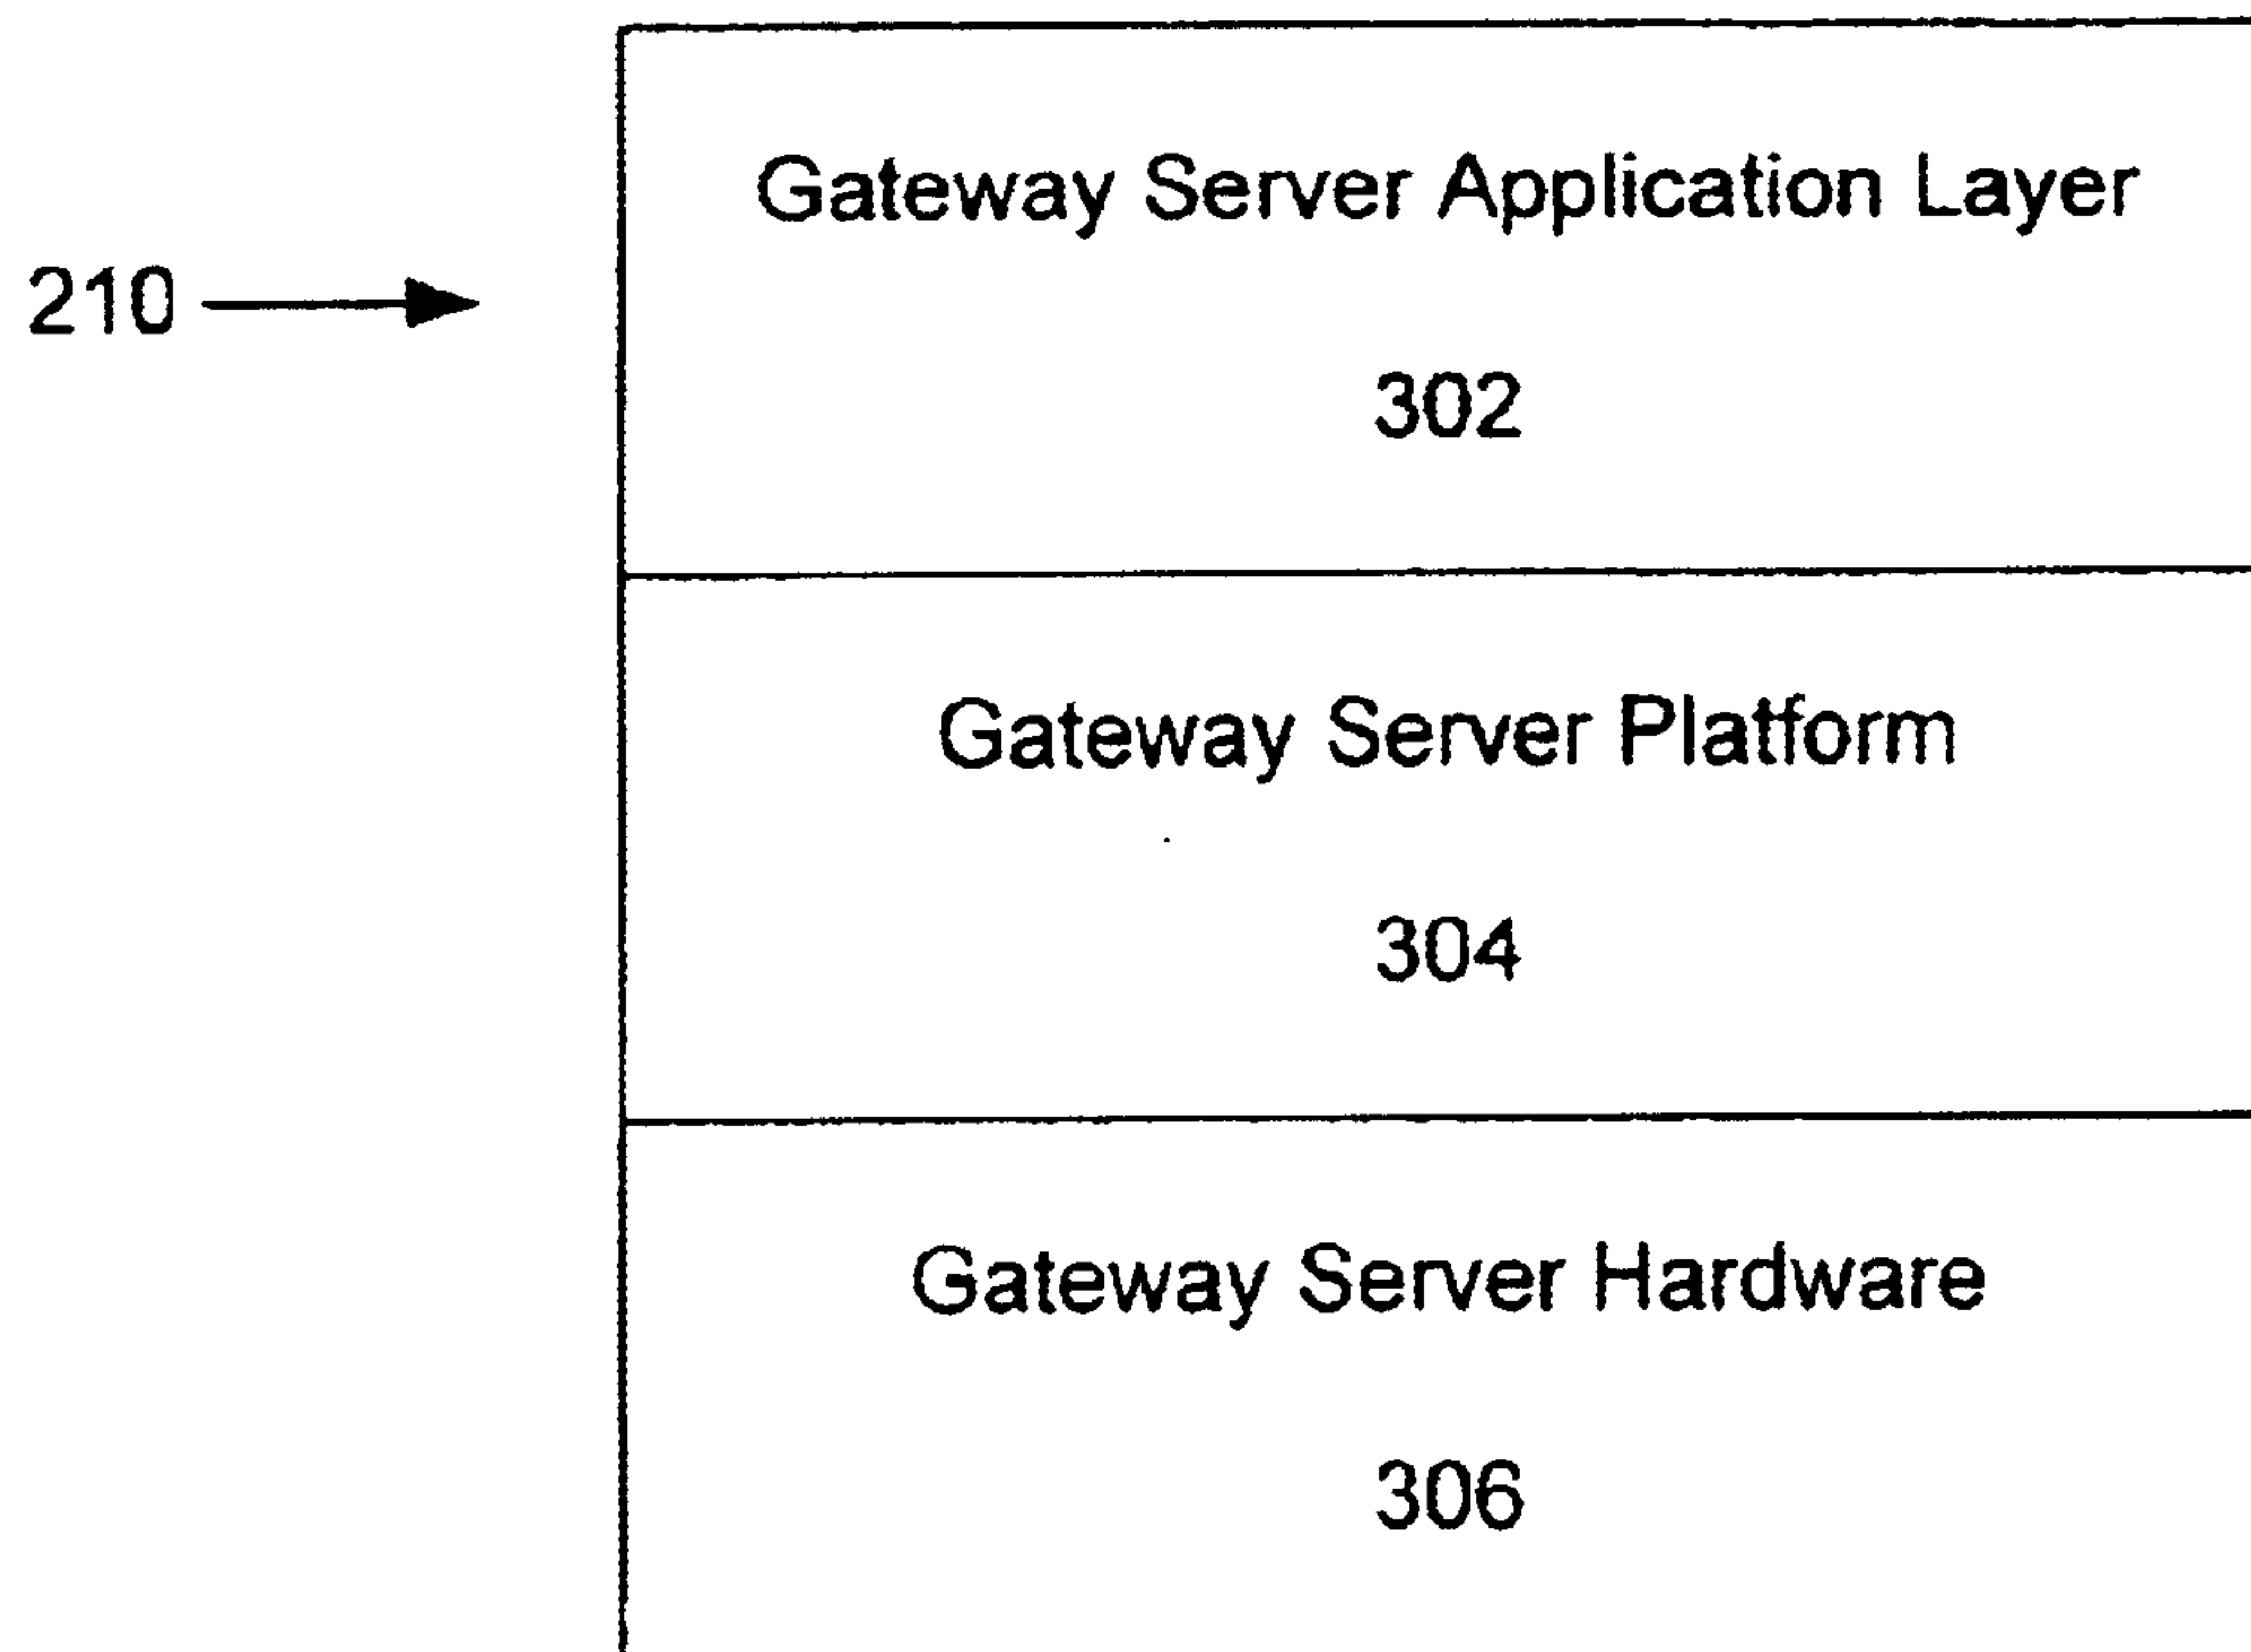 Gateway Server Application Layer
210
302
Gateway Server Platform
304
Gateway Server Hardware
306